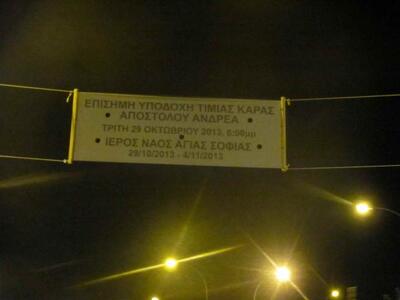 ΕΠΙΣΗΜΗ ΥΠΟΔΟΧΗ ΤΙΜΙΑΣ ΚΑΡΑΣ
ΑΠΟΣΤΟΛΟΥ ΑΝΔΡΕΑ
ΤΡΙΤΗ 29 ΟΚΤΩΒΡΙΟΥ 2013, 6:00μμ
ΙΕΡΟΣ ΝΑΟΣ ΑΓΙΑΣ ΣΟΦΙΑΣ
29/10/2013 - 4/11/2013